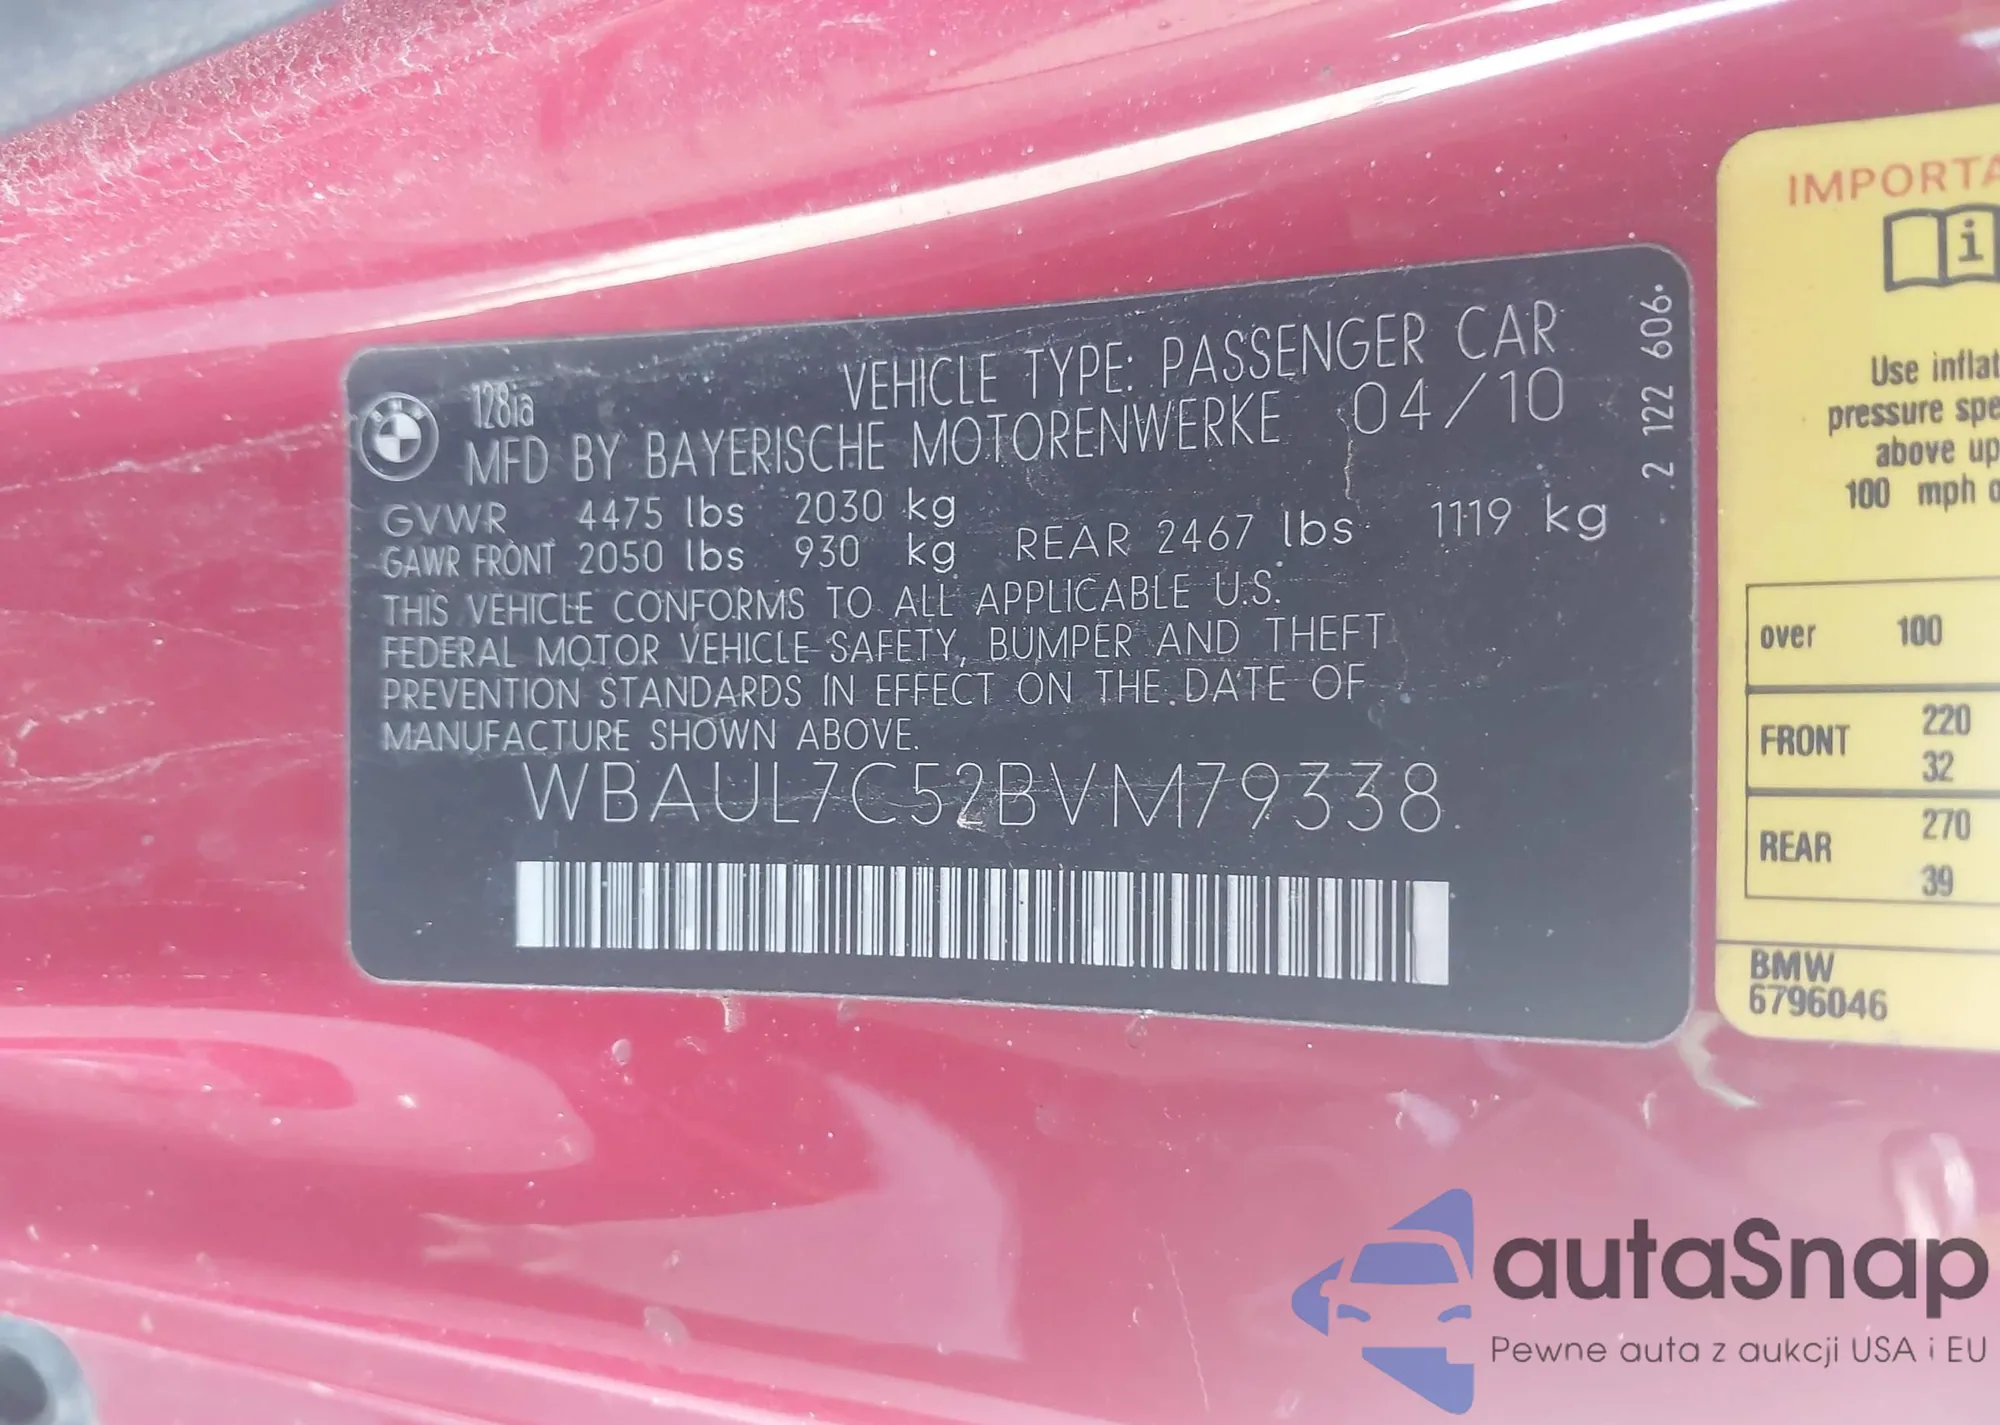 128ia
VEHICLE TYPE: PASSENGER CAR
MFD BY BAYERISCHE MOTORENWERKE 04/10
GVWR 4475 lbs 2030 kg
GAWR FRONT 2050 lbs 930 kg REAR 2467 lbs 1119 kg
THIS VEHICLE CONFORMS TO ALL APPLICABLE U.S.
FEDERAL MOTOR VEHICLE SAFETY, BUMPER AND THEFT
PREVENTION STANDARDS IN EFFECT ON THE DATE OF
MANUFACTURE SHOWN ABOVE.
WBAUL7C52BVM79338
2 122 606
IMPORTA
i
Use inflat
pressure spe
above up
100 mph o
over 100
FRONT 220
32
REAR 270
39
BMW
6796046
autaSnap
Pewne auta z aukcji USA i EU